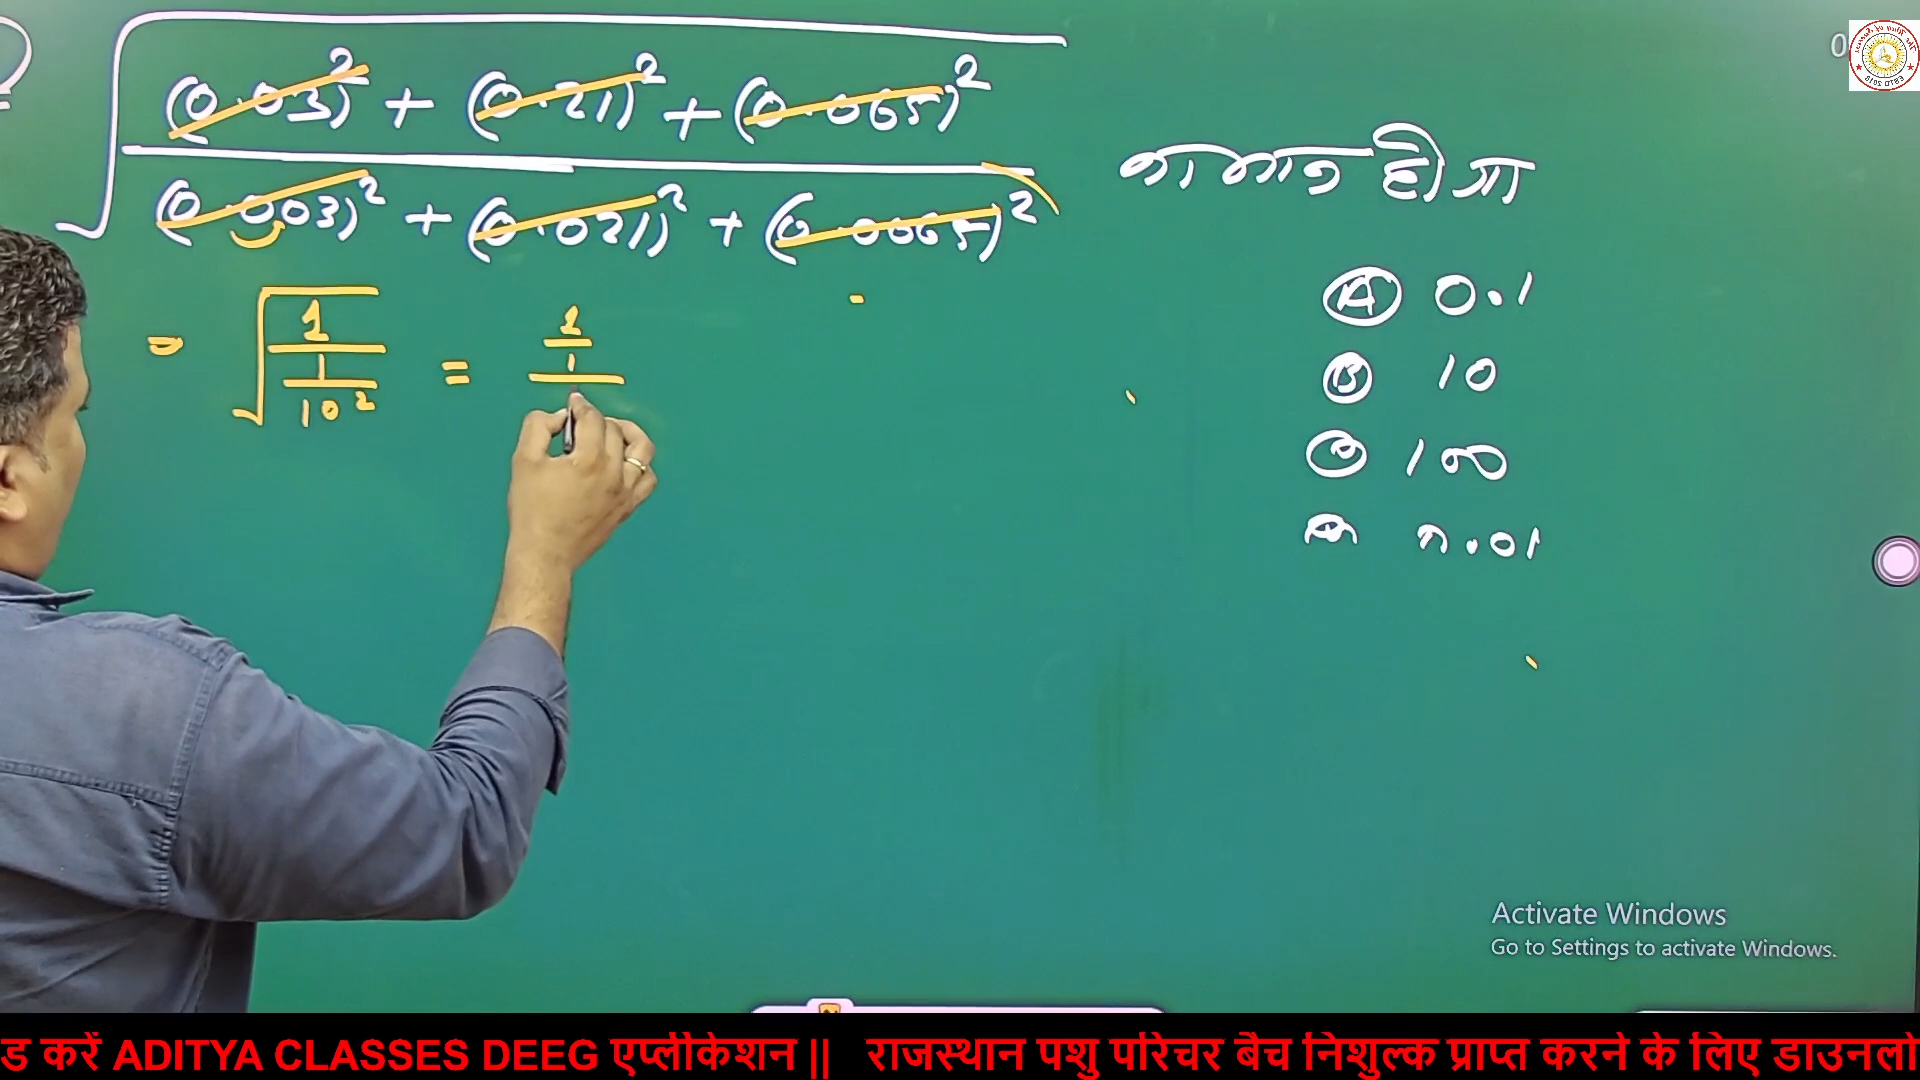 √
(0.03)² + (0.21)² + (0.065)²
(0.003)² + (0.021)² + (0.0065)²
का मान होगा
= √ 1 / 1 / 10² = 1 / 1 /
Ⓐ 0.1
Ⓑ 10
Ⓒ 100
0.01
Activate Windows
Go to Settings to activate Windows.
ड करें ADITYA CLASSES DEEG एप्लीकेशन || राजस्थान पशु परिचर बैच निशुल्क प्राप्त करने के लिए डाउनलो